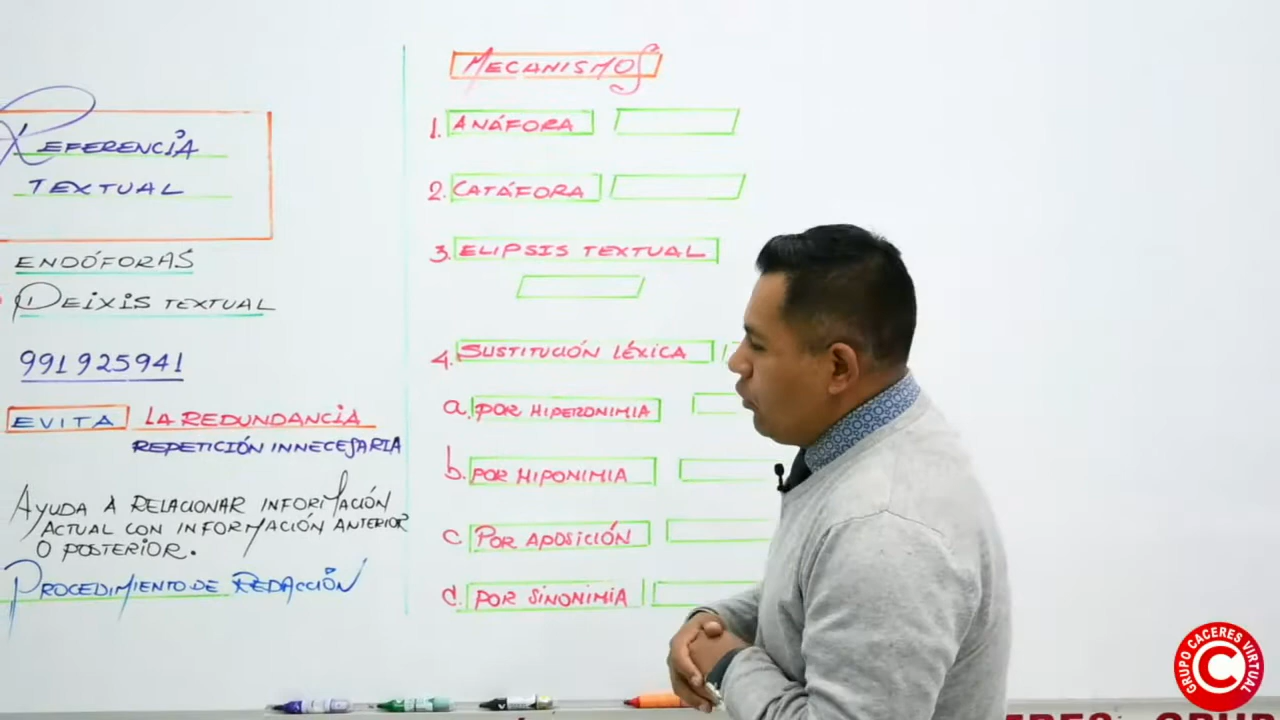 REFERENCIA
TEXTUAL
ENDÓFORAS
DEIXIS TEXTUAL
991925941
EVITA LA REDUNDANCIA
REPETICIÓN INNECESARIA
AYUDA A RELACIONAR INFORMACIÓN
ACTUAL CON INFORMACIÓN ANTERIOR
O POSTERIOR.
PROCEDIMIENTO DE REDACCIÓN
MECANISMOS
1. ANÁFORA
2. CATÁFORA
3. ELIPSIS TEXTUAL
4. SUSTITUCIÓN LÉXICA
a. POR HIPERONIMIA
b. POR HIPONIMIA
c POR APOSICIÓN
d. POR SINONIMIA
GRUPO CACERES VIRTUAL
C